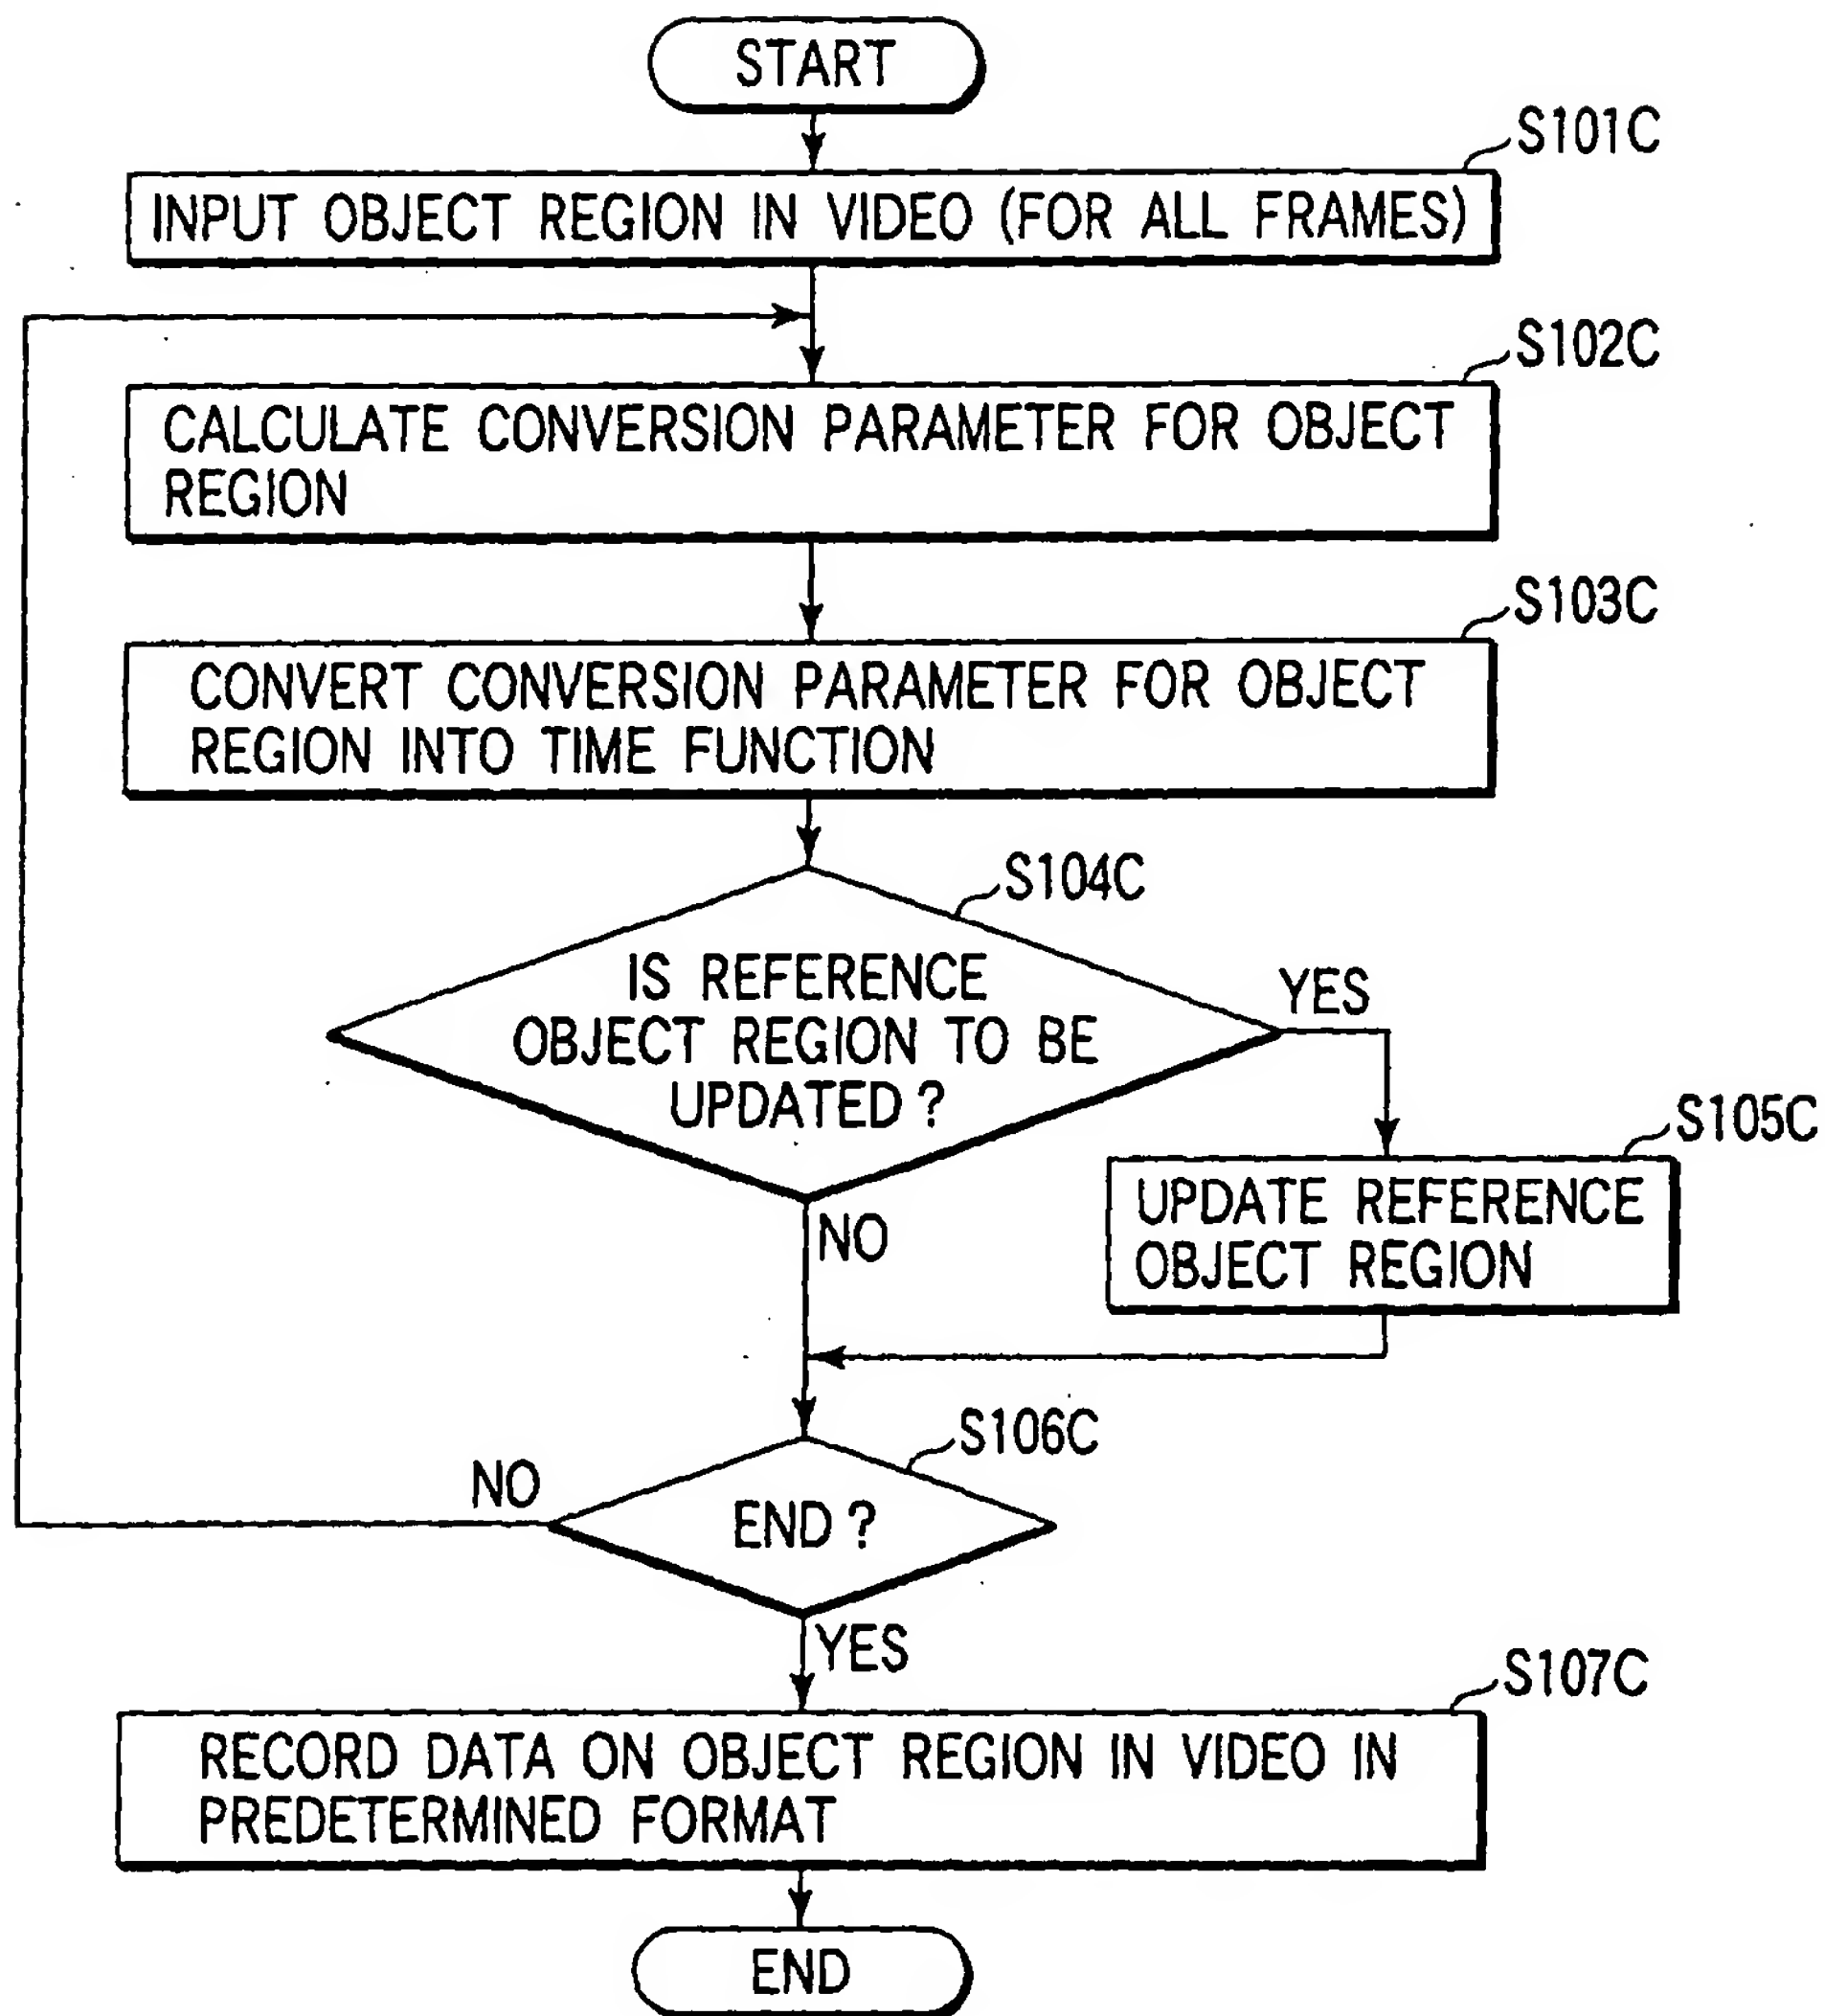 START
S101C
INPUT OBJECT REGION IN VIDEO (FOR ALL FRAMES)
S102C
CALCULATE CONVERSION PARAMETER FOR OBJECT
REGION
S103C
CONVERT CONVERSION PARAMETER FOR OBJECT
REGION INTO TIME FUNCTION
S104C
IS REFERENCE
OBJECT REGION TO BE
UPDATED?
YES
S105C
UPDATE REFERENCE
OBJECT REGION
NO
S106C
NO
END?
YES
S107C
RECORD DATA ON OBJECT REGION IN VIDEO IN
PREDETERMINED FORMAT
END